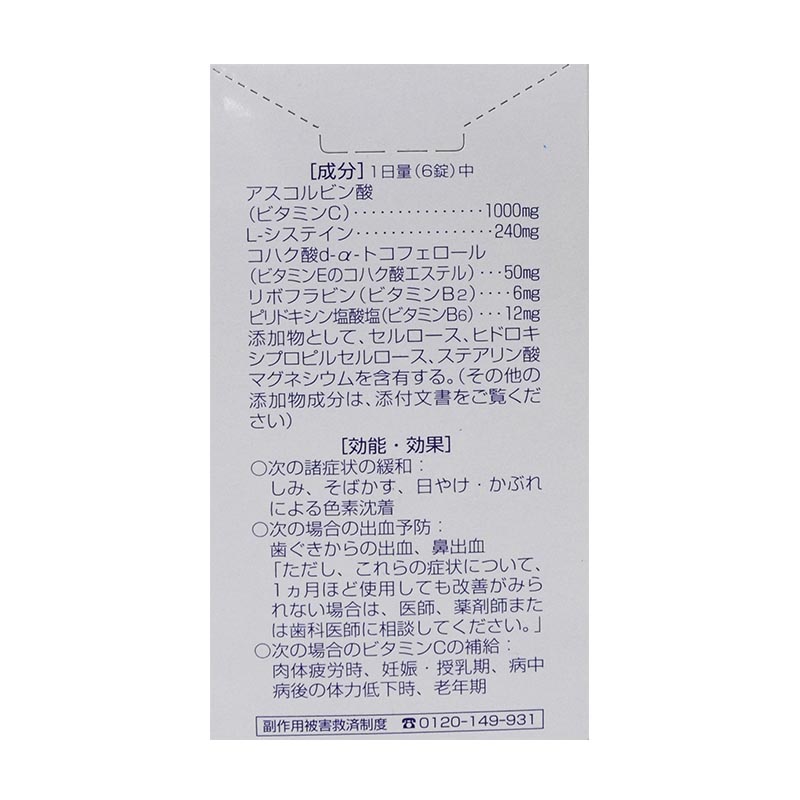 [成分]1日量(6錠)中
アスコルビン酸
(ビタミンC)・・・・・・・・・・・・・・・1000mg
L-システイン・・・・・・・・・・・・・・・・240mg
コハク酸d-α-トコフェロール
(ビタミンEのコハク酸エステル)・・・50mg
リボフラビン(ビタミンB2)・・・・6mg
ピリドキシン塩酸塩(ビタミンB6)・・・12mg
添加物として、セルロース、ヒドロキ
シプロピルセルロース、ステアリン酸
マグネシウムを含有する。(その他の
添加物成分は、添付文書をご覧くだ
さい)
[効能・効果]
○次の諸症状の緩和:
しみ、そばかす、日やけ・かぶれ
による色素沈着
○次の場合の出血予防:
歯ぐきからの出血、鼻出血
「ただし、これらの症状について、
1ヵ月ほど使用しても改善がみら
れない場合は、医師、薬剤師また
は歯科医師に相談してください。」
○次の場合のビタミンCの補給:
肉体疲労時、妊娠・授乳期、病中
病後の体力低下時、老年期
副作用被害救済制度 ☎0120-149-931